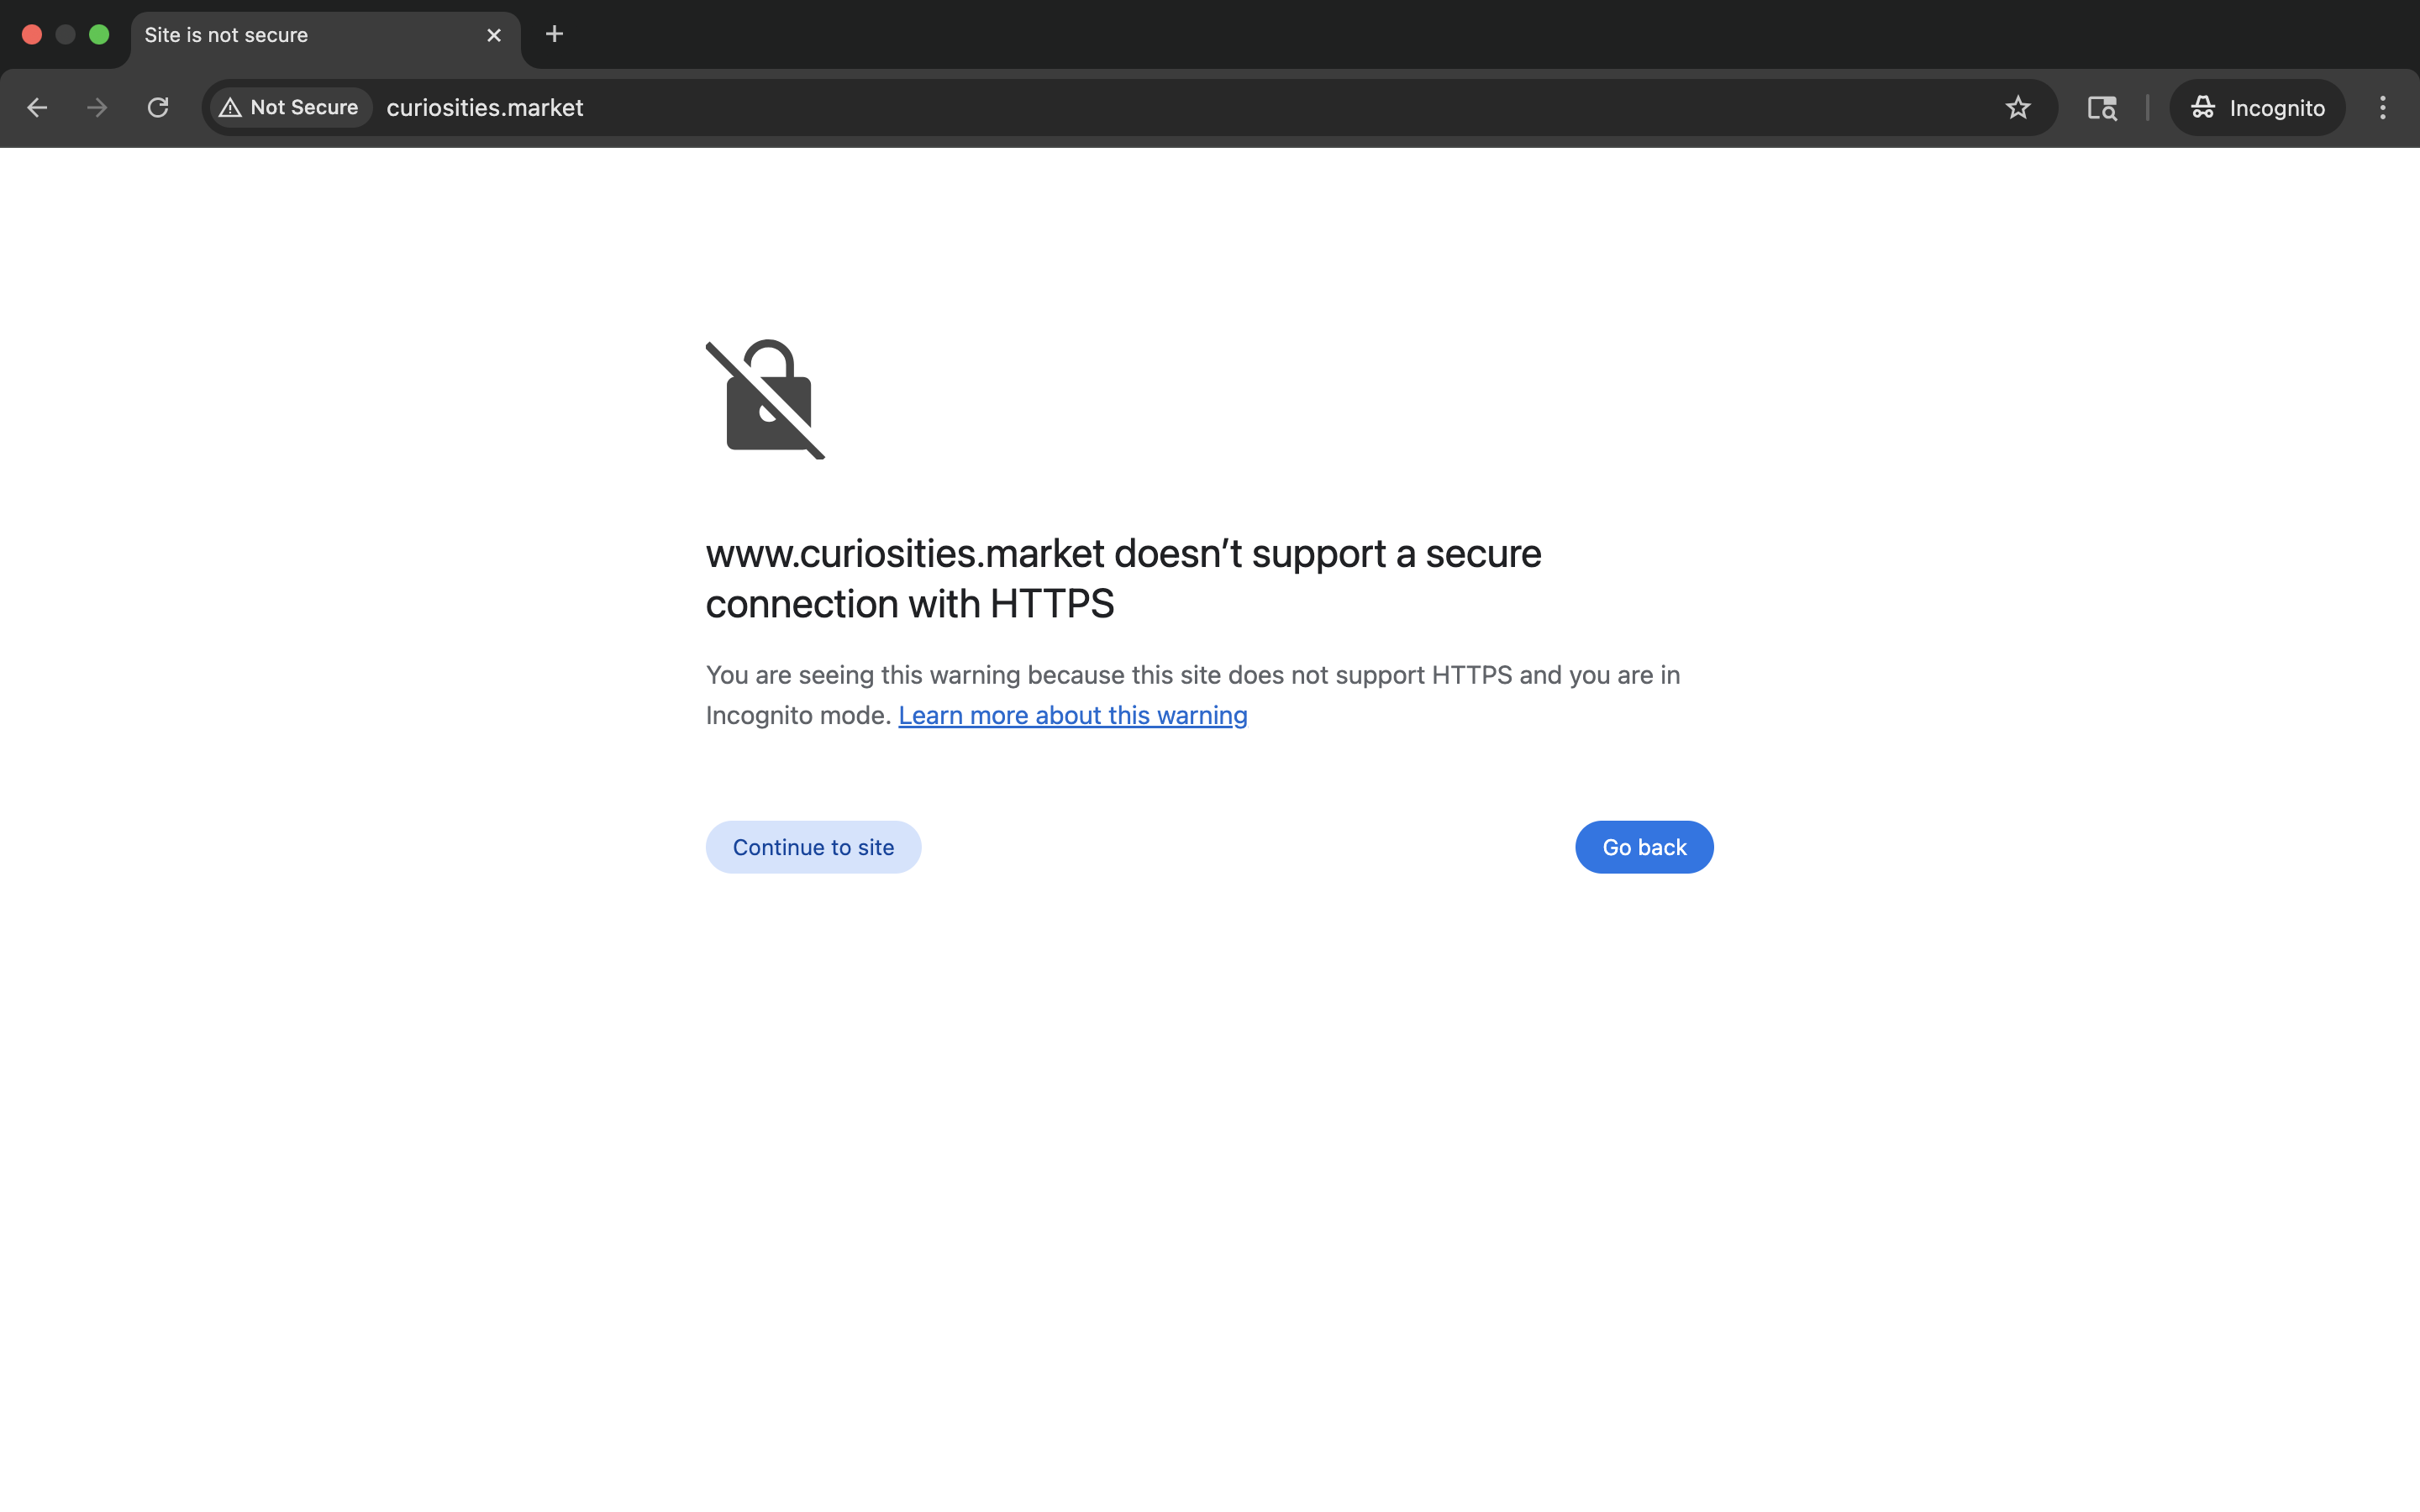 Site is not secure
Not Secure
curiosities.market
Incognito
www.curiosities.market doesn’t support a secure
connection with HTTPS
You are seeing this warning because this site does not support HTTPS and you are in
Incognito mode. Learn more about this warning
Continue to site
Go back